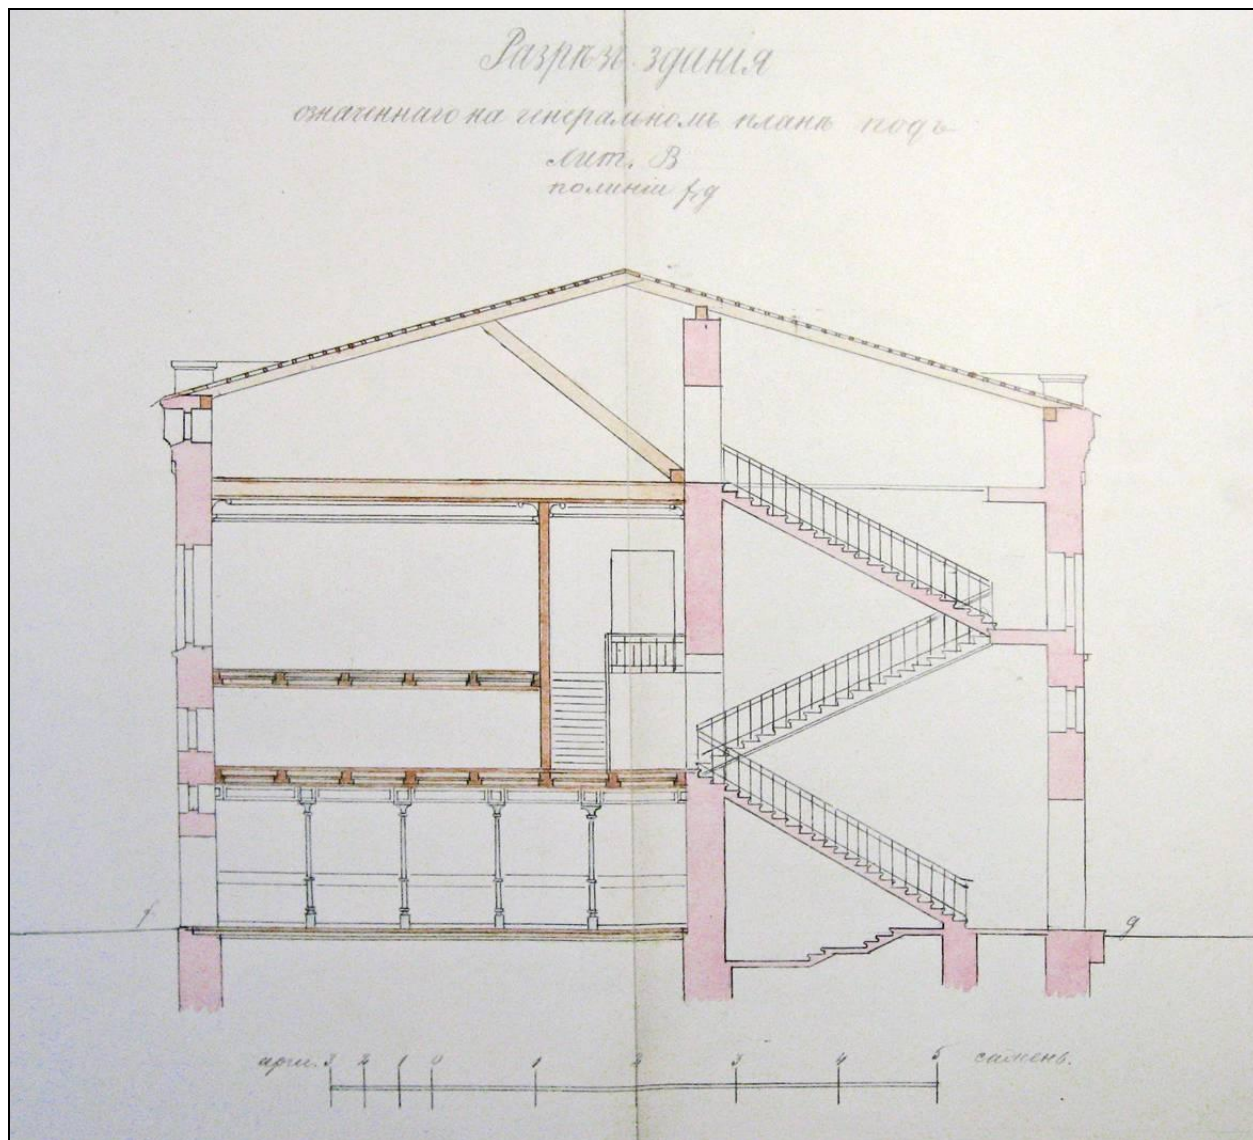 Разрѣзъ зданія
означеннаго на генеральномъ планѣ подъ
Лит. В
по линіи f, g
f
g
арш. 3 2 1 0 1 2 3 4 5 сажень.